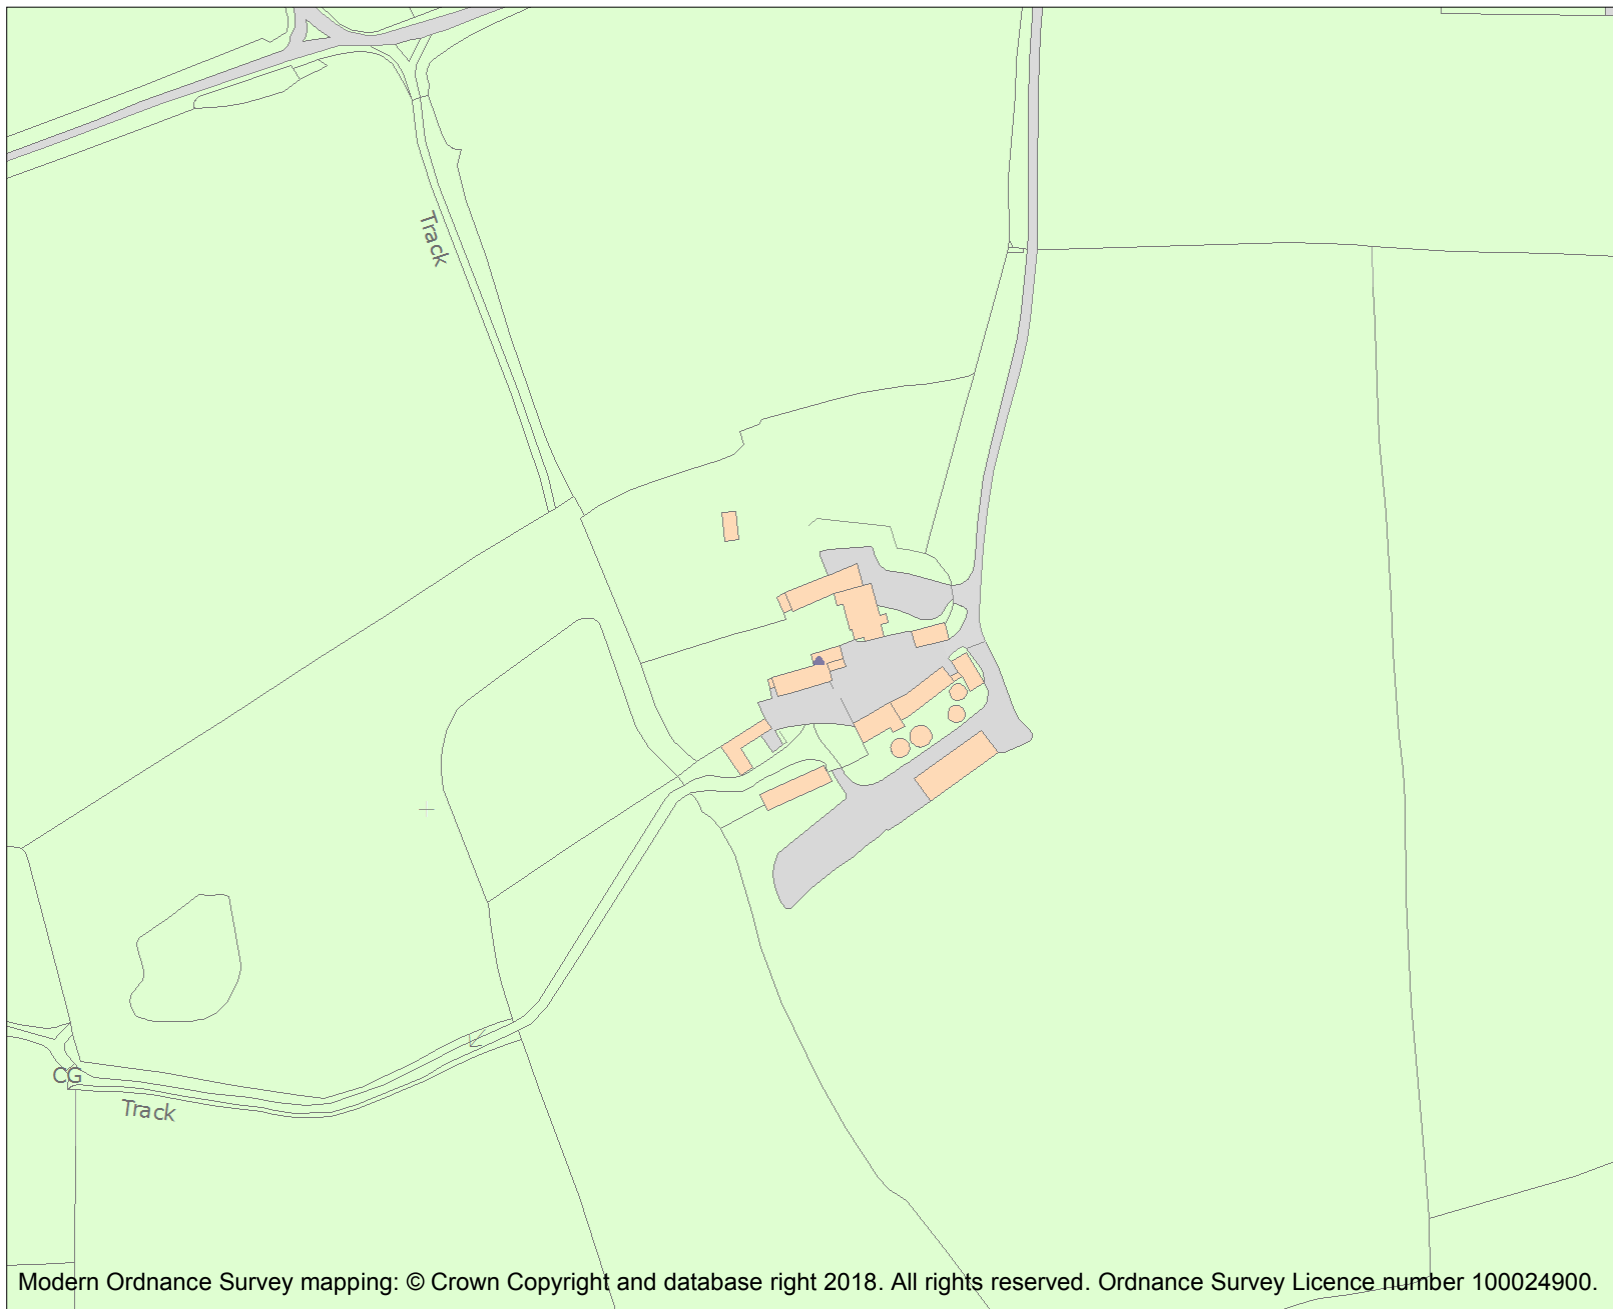 Track
CG
Track
Modern Ordnance Survey mapping: © Crown Copyright and database right 2018. All rights reserved. Ordnance Survey Licence number 100024900.